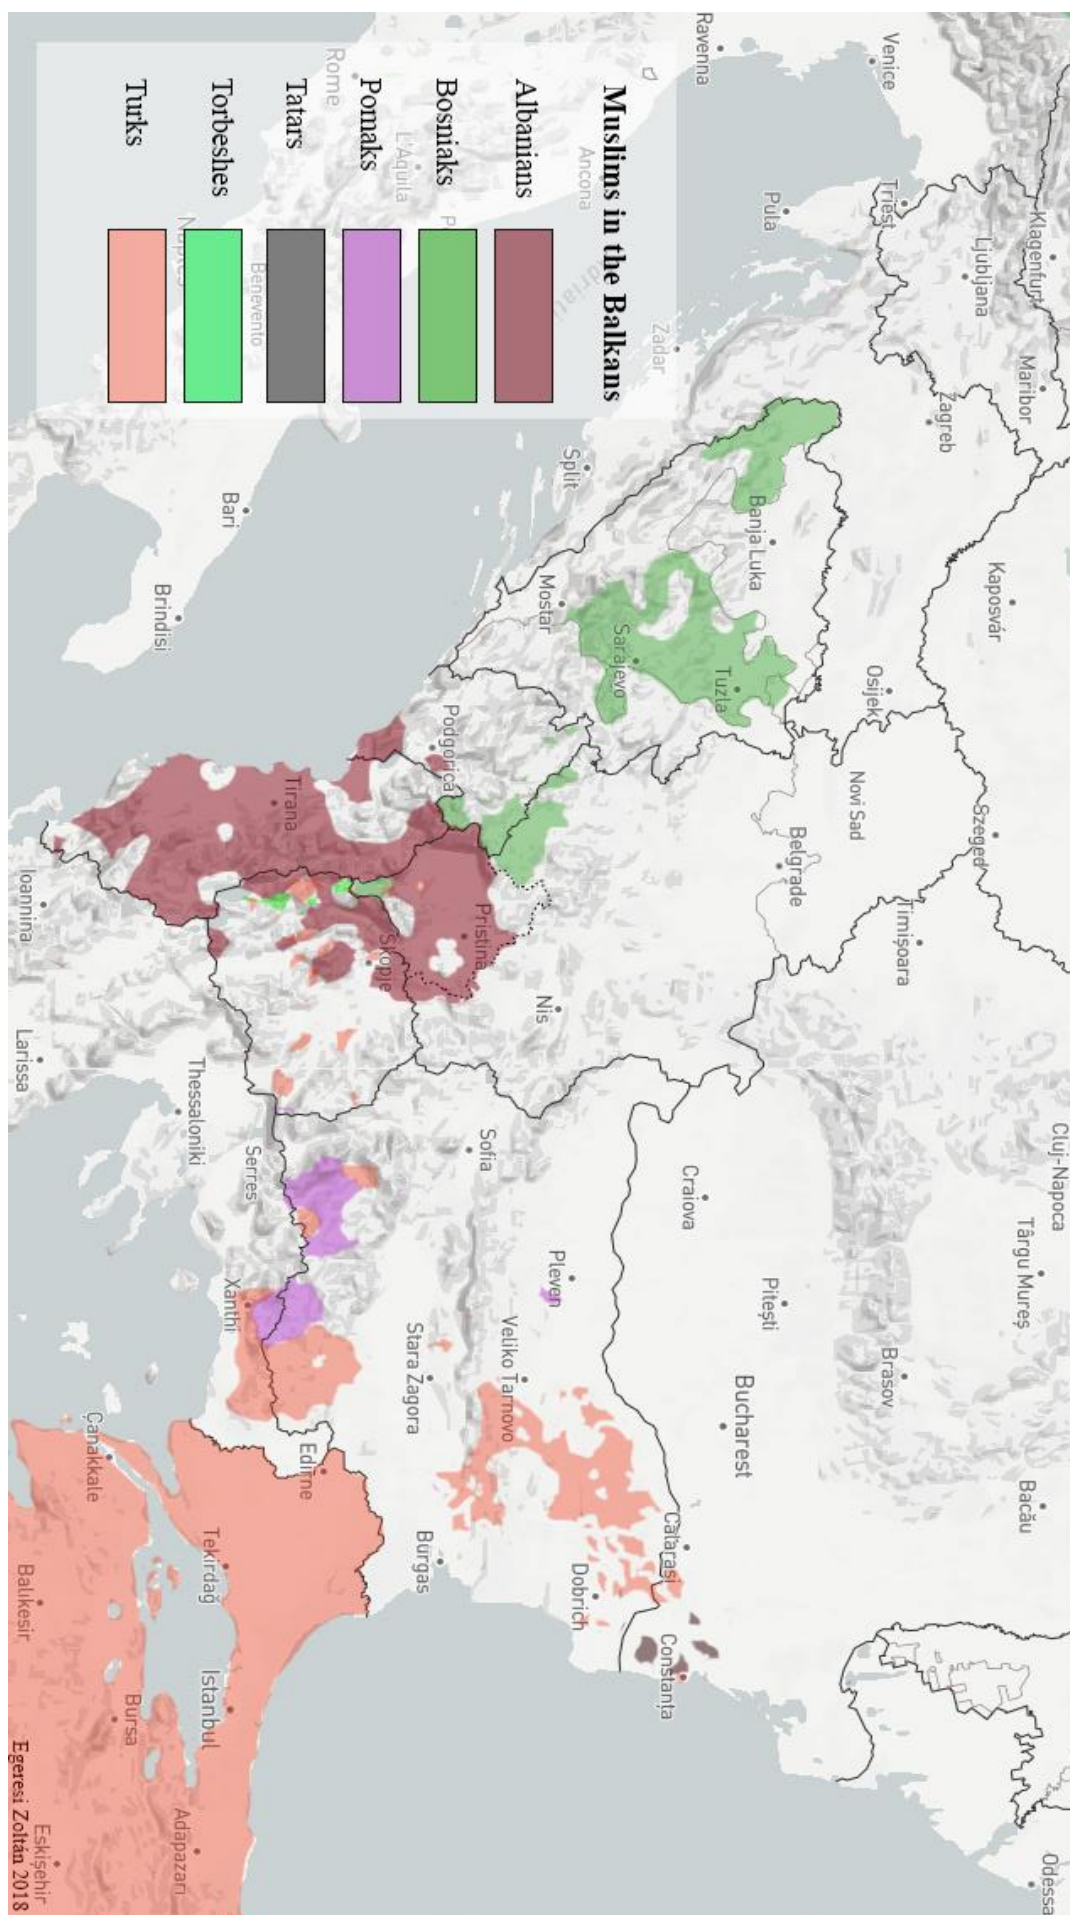 Klagenfurt
Maribor
Cluj-Napoca
Târgu Mureș
Bacău
Odessa
Ljubljana
Kaposvár
Szeged
Zagreb
Venice
Triest
Osijek
Timișoara
Brasov
Novi Sad
Pula
Banja Luka
Belgrade
Pitești
Ravenna
Tuzla
Craiova
Bucharest
Zadar
Sarajevo
Călărași
Constanța
Muslims in the Balkans
Ancona
Split
Mostar
Nis
Pleven
Dobrich
Albanians
Pristina
Sofia
Veliko Tarnovo
Bosniaks
Podgorica
Stara Zagora
Burgas
L'Aquila
Pomaks
Skopje
Rome
Tatars
Tirana
Edirne
Benevento
Serres
Torbeshes
Bari
Xanthi
Tekirdağ
Istanbul
Thessaloniki
Brindisi
Adapazarı
Turks
Çanakkale
Bursa
Ioannina
Larissa
Balıkesir
Eskişehir
Egeresi Zoltán 2018